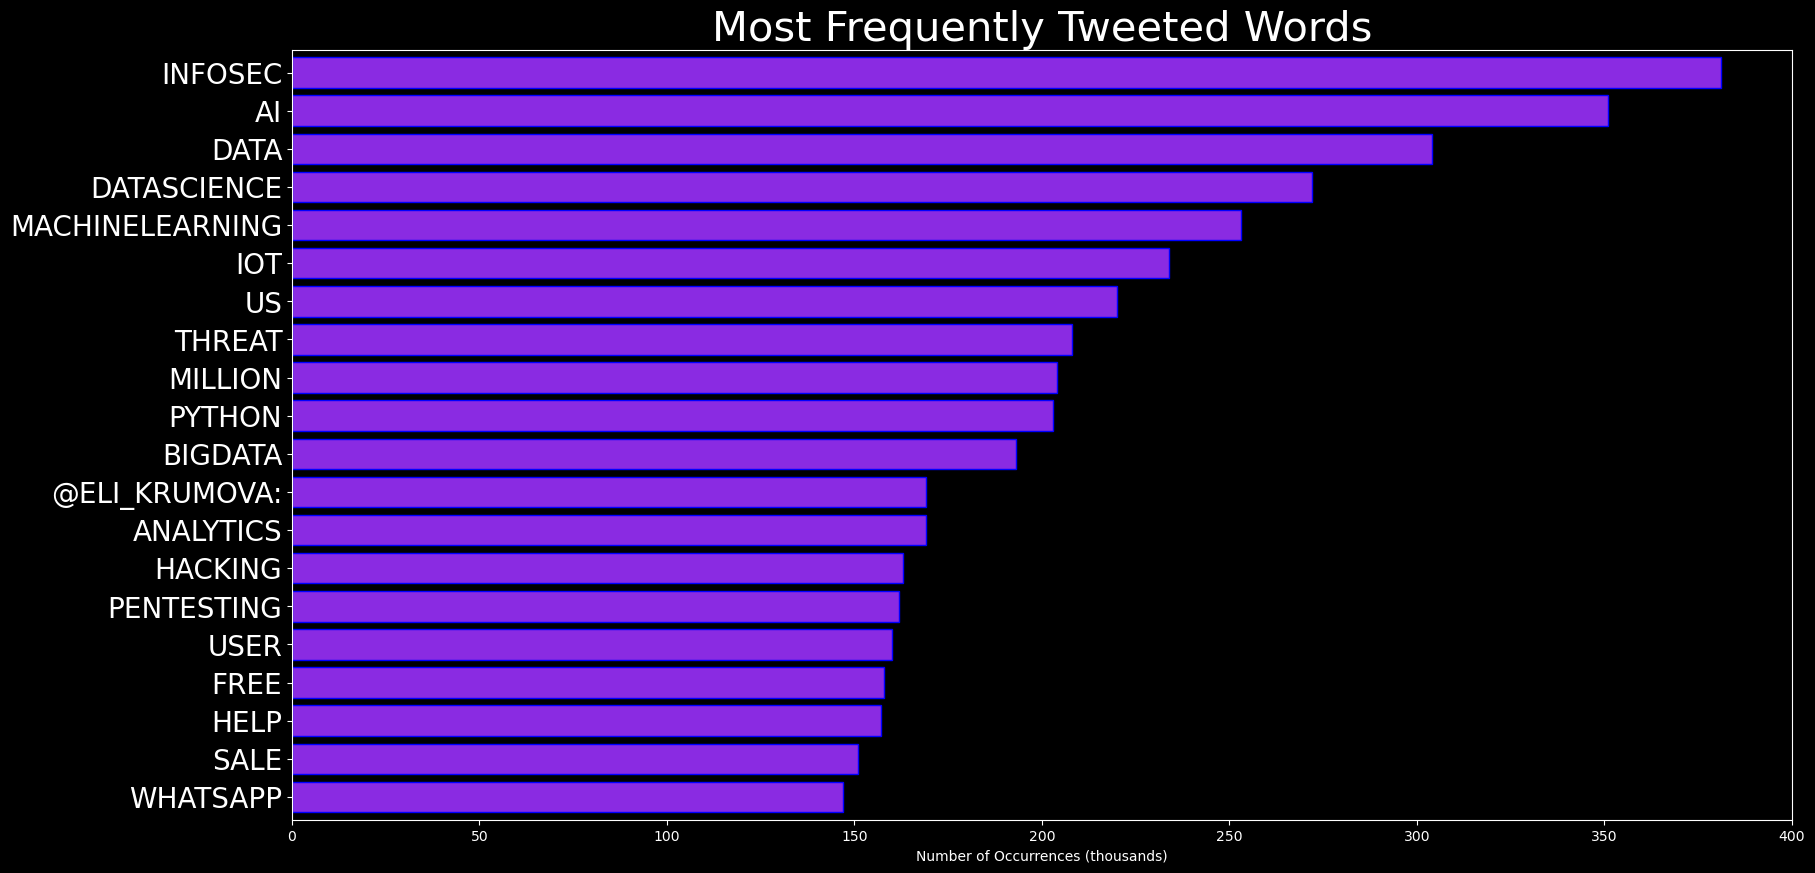 Most Frequently Tweeted Words
INFOSEC
AI
DATA
DATASCIENCE
MACHINELEARNING
IOT
US
THREAT
MILLION
PYTHON
BIGDATA
@ELI_KRUMOVA:
ANALYTICS
HACKING
PENTESTING
USER
FREE
HELP
SALE
WHATSAPP
0 50 100 150 200 250 300 350 400
Number of Occurrences (thousands)